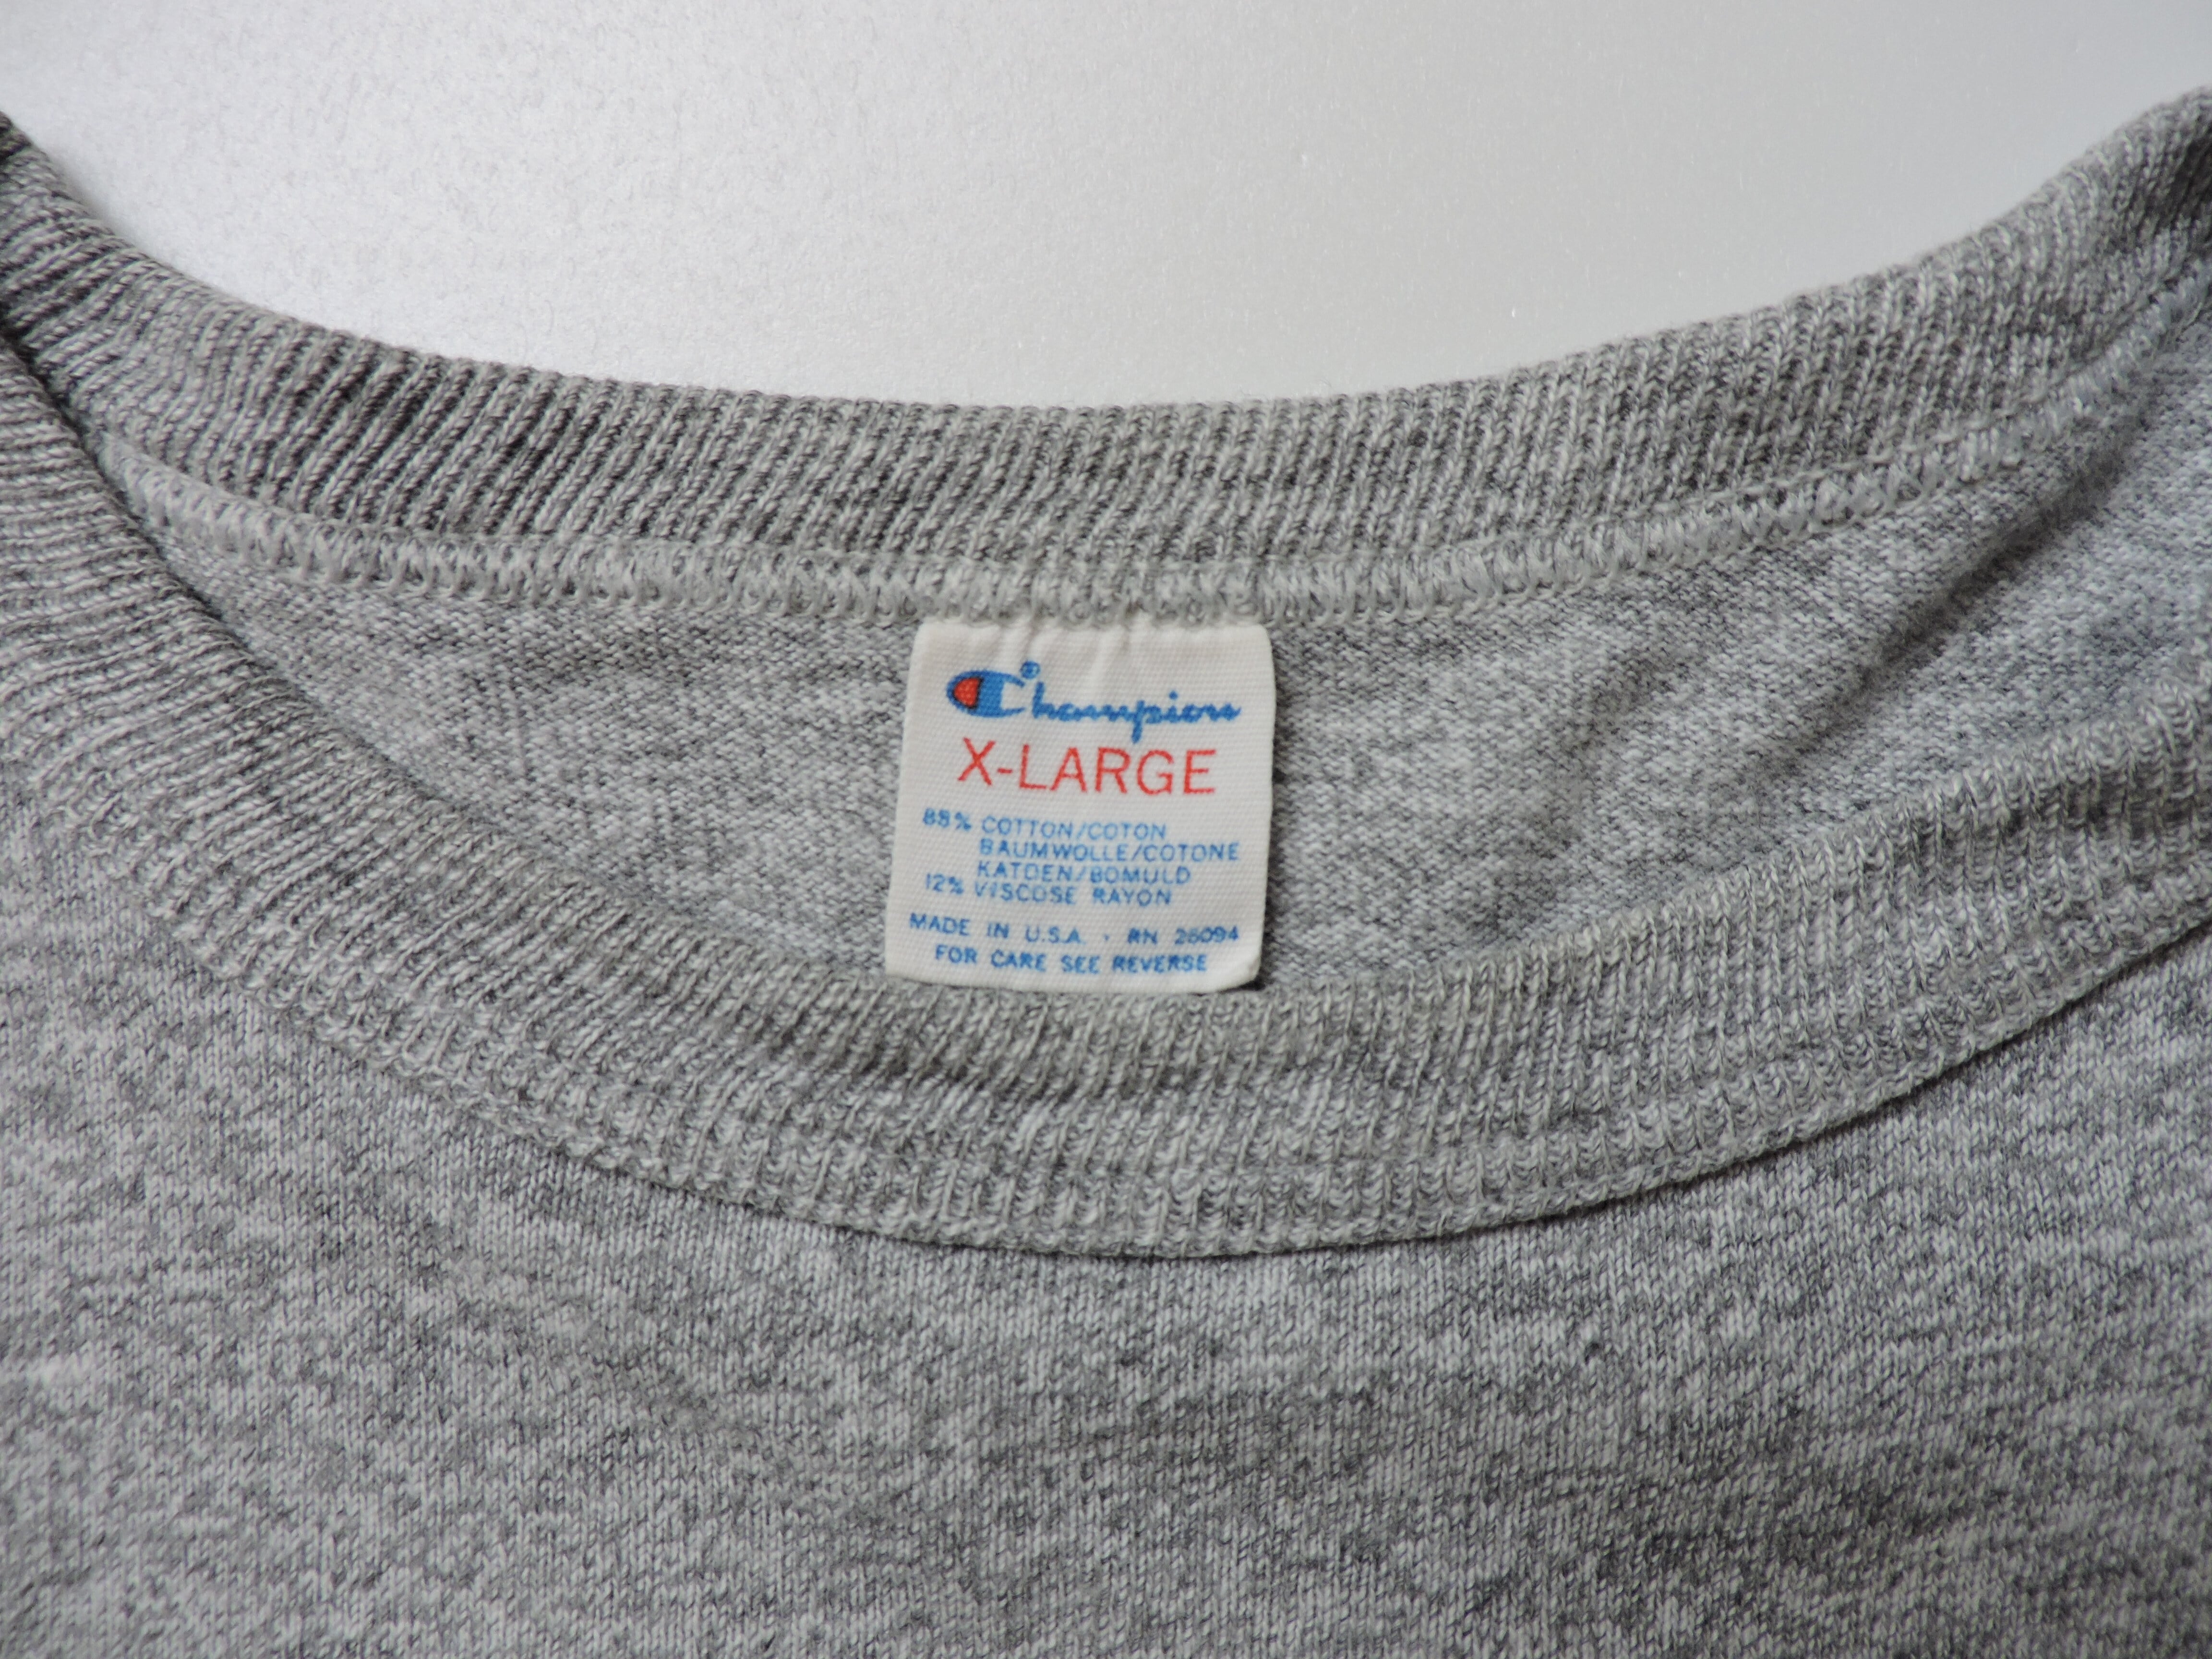 Champion®
X-LARGE
88% COTTON/COTON
BAUMWOLLE/COTONE
KATOEN/BOMULD
12% VISCOSE RAYON
MADE IN U.S.A. · RN 26094
FOR CARE SEE REVERSE